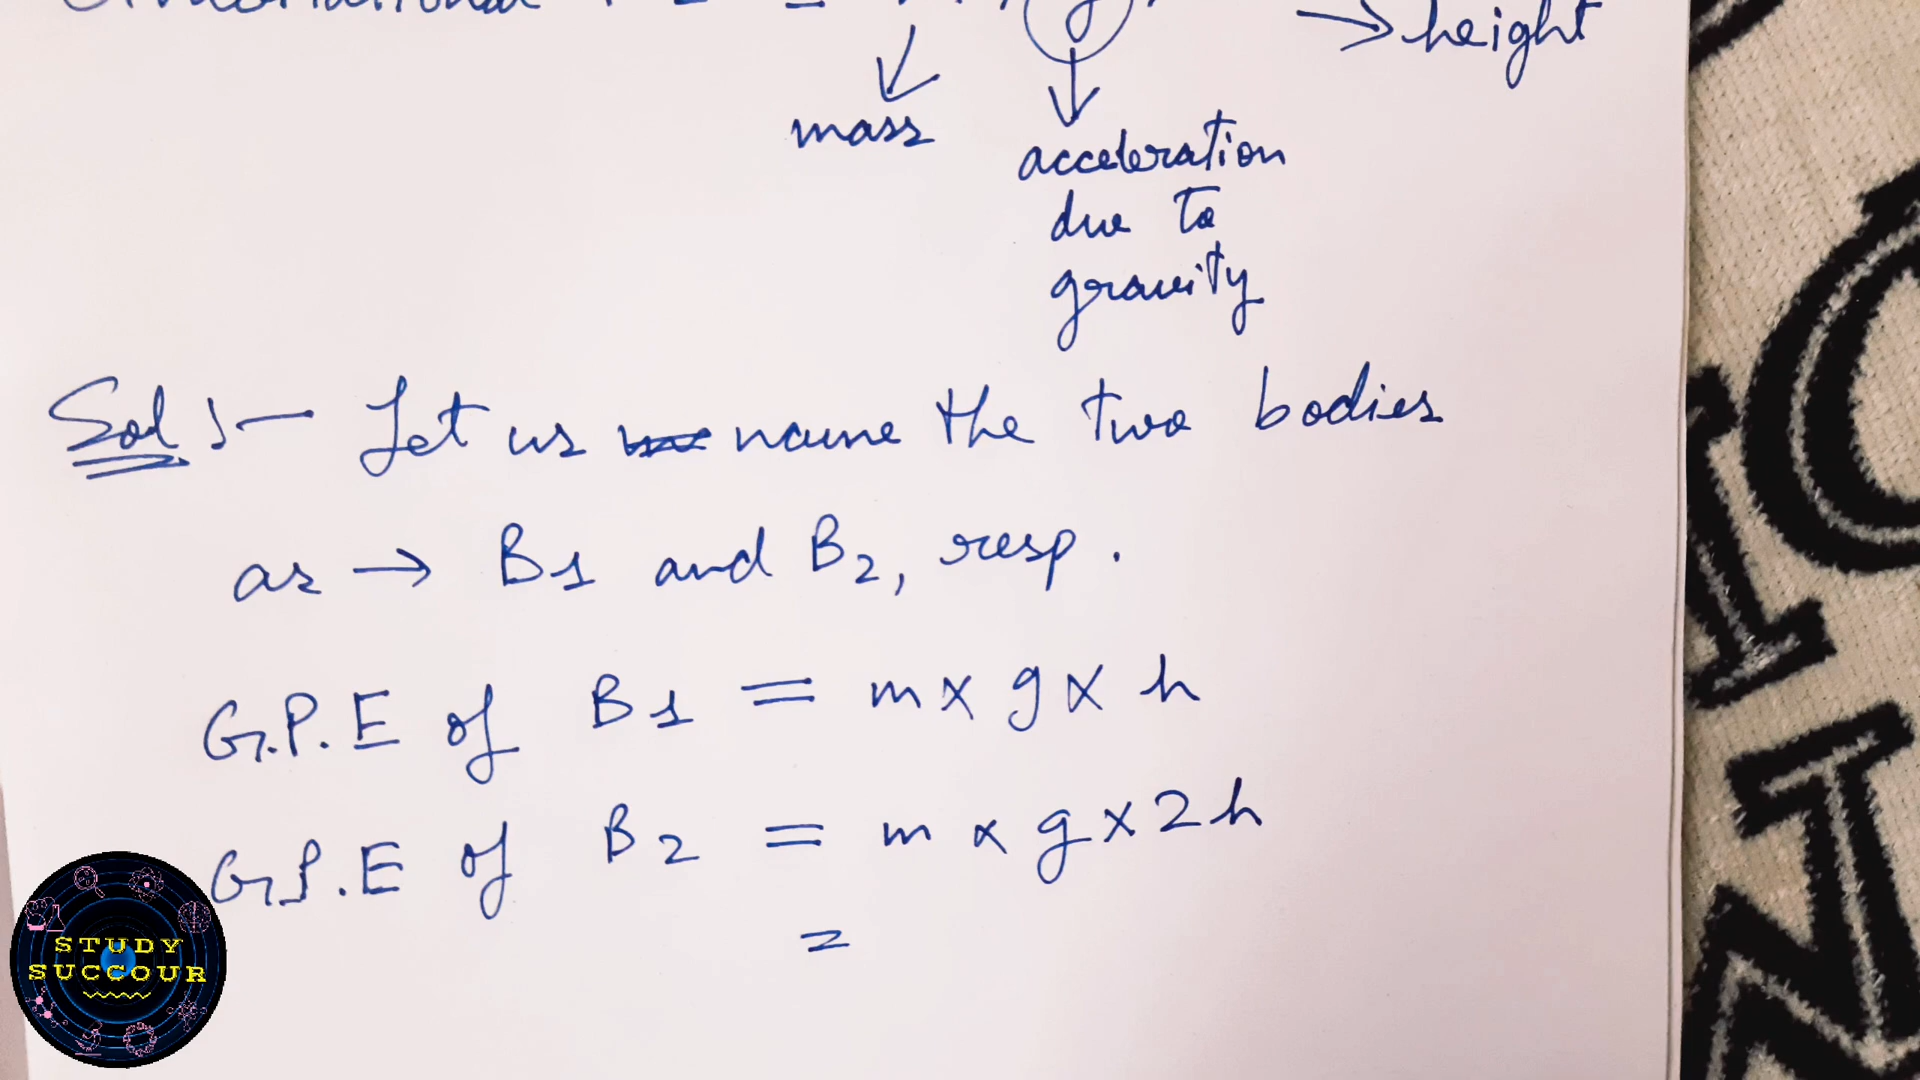 height
mass
acceleration
due to
gravity
Sol :- Let us name the two bodies
as → B1 and B2, resp.
G.P.E of B1 = m x g x h
G.P.E of B2 = m x g x 2h
=
STUDY
SUCCOUR